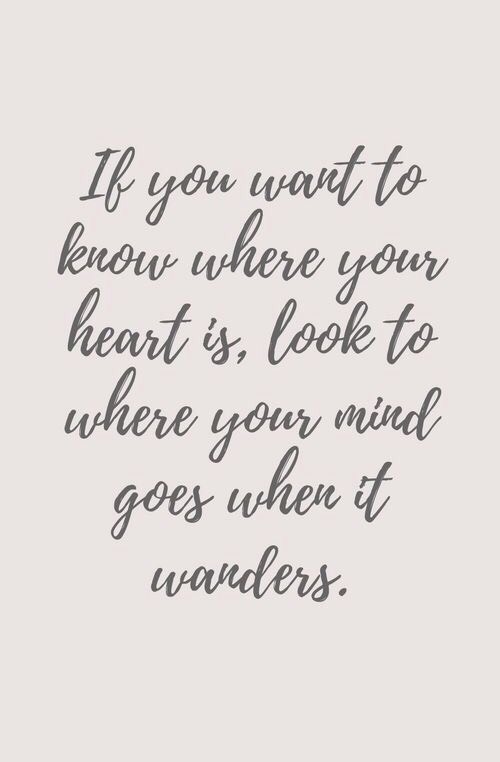 If you want to
know where your
heart is, look to
where your mind
goes when it
wanders.